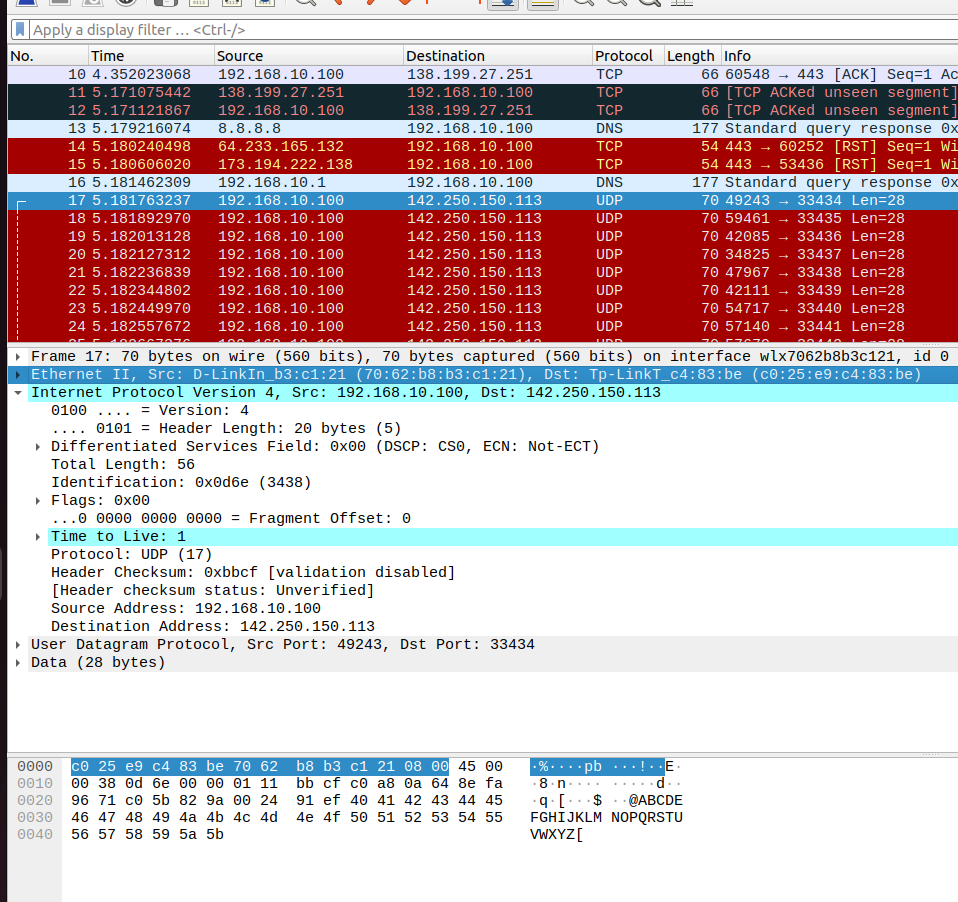 Apply a display filter … <Ctrl-/>
No. Time Source Destination Protocol Length Info
10 4.352023068 192.168.10.100 138.199.27.251 TCP 66 60548 → 443 [ACK] Seq=1 Ac
11 5.171075442 138.199.27.251 192.168.10.100 TCP 66 [TCP ACKed unseen segment]
12 5.171121867 192.168.10.100 138.199.27.251 TCP 66 [TCP ACKed unseen segment]
13 5.179216074 8.8.8.8 192.168.10.100 DNS 177 Standard query response 0x
14 5.180240498 64.233.165.132 192.168.10.100 TCP 54 443 → 60252 [RST] Seq=1 Wi
15 5.180606020 173.194.222.138 192.168.10.100 TCP 54 443 → 53436 [RST] Seq=1 Wi
16 5.181462309 192.168.10.1 192.168.10.100 DNS 177 Standard query response 0x
17 5.181763237 192.168.10.100 142.250.150.113 UDP 70 49243 → 33434 Len=28
18 5.181892970 192.168.10.100 142.250.150.113 UDP 70 59461 → 33435 Len=28
19 5.182013128 192.168.10.100 142.250.150.113 UDP 70 42085 → 33436 Len=28
20 5.182127312 192.168.10.100 142.250.150.113 UDP 70 34825 → 33437 Len=28
21 5.182236839 192.168.10.100 142.250.150.113 UDP 70 47967 → 33438 Len=28
22 5.182344802 192.168.10.100 142.250.150.113 UDP 70 42111 → 33439 Len=28
23 5.182449970 192.168.10.100 142.250.150.113 UDP 70 54717 → 33440 Len=28
24 5.182557672 192.168.10.100 142.250.150.113 UDP 70 57140 → 33441 Len=28
Frame 17: 70 bytes on wire (560 bits), 70 bytes captured (560 bits) on interface wlx7062b8b3c121, id 0
Ethernet II, Src: D-LinkIn_b3:c1:21 (70:62:b8:b3:c1:21), Dst: Tp-LinkT_c4:83:be (c0:25:e9:c4:83:be)
Internet Protocol Version 4, Src: 192.168.10.100, Dst: 142.250.150.113
0100 .... = Version: 4
.... 0101 = Header Length: 20 bytes (5)
Differentiated Services Field: 0x00 (DSCP: CS0, ECN: Not-ECT)
Total Length: 56
Identification: 0x0d6e (3438)
Flags: 0x00
...0 0000 0000 0000 = Fragment Offset: 0
Time to Live: 1
Protocol: UDP (17)
Header Checksum: 0xbbcf [validation disabled]
[Header checksum status: Unverified]
Source Address: 192.168.10.100
Destination Address: 142.250.150.113
User Datagram Protocol, Src Port: 49243, Dst Port: 33434
Data (28 bytes)
0000 c0 25 e9 c4 83 be 70 62 b8 b3 c1 21 08 00 45 00 ·%····pb ···!··E·
0010 00 38 0d 6e 00 00 01 11 bb cf c0 a8 0a 64 8e fa ·8·n···· ·····d··
0020 96 71 c0 5b 82 9a 00 24 91 ef 40 41 42 43 44 45 ·q·[···$ ··@ABCDE
0030 46 47 48 49 4a 4b 4c 4d 4e 4f 50 51 52 53 54 55 FGHIJKLM NOPQRSTU
0040 56 57 58 59 5a 5b VWXYZ[